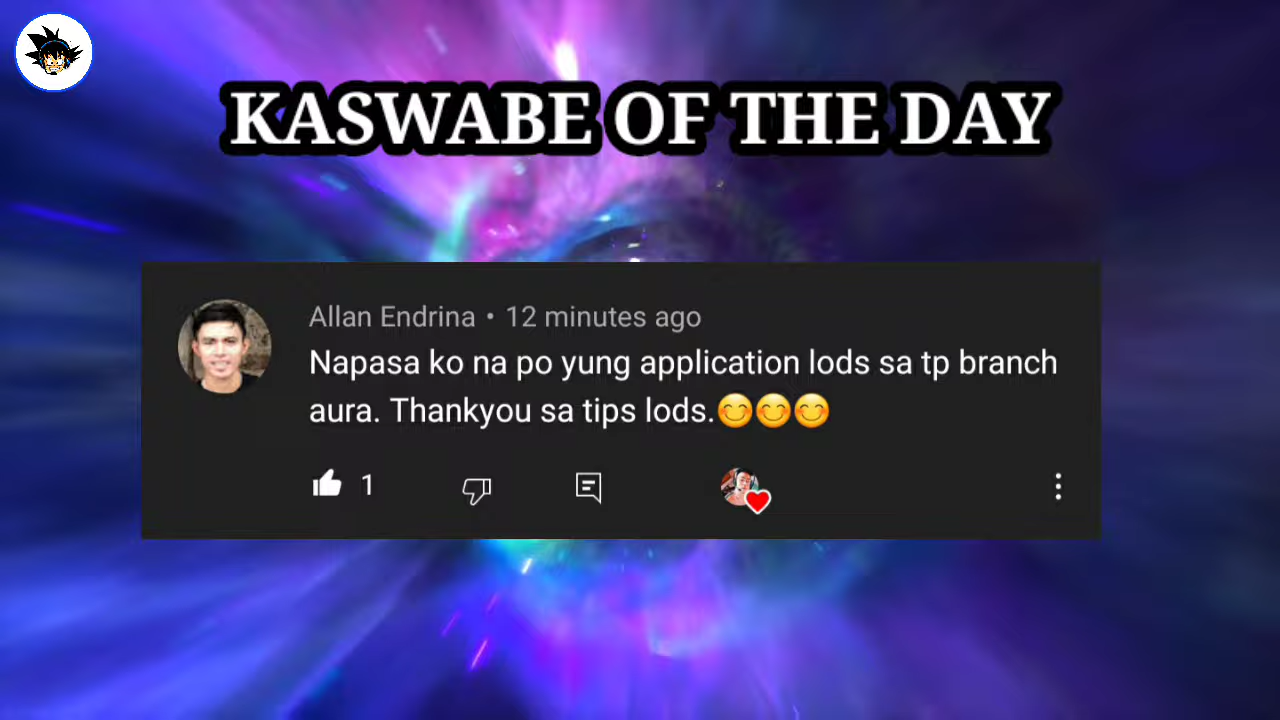 KASWABE OF THE DAY
Allan Endrina • 12 minutes ago
Napasa ko na po yung application lods sa tp branch
aura. Thankyou sa tips lods.😊😊😊
1